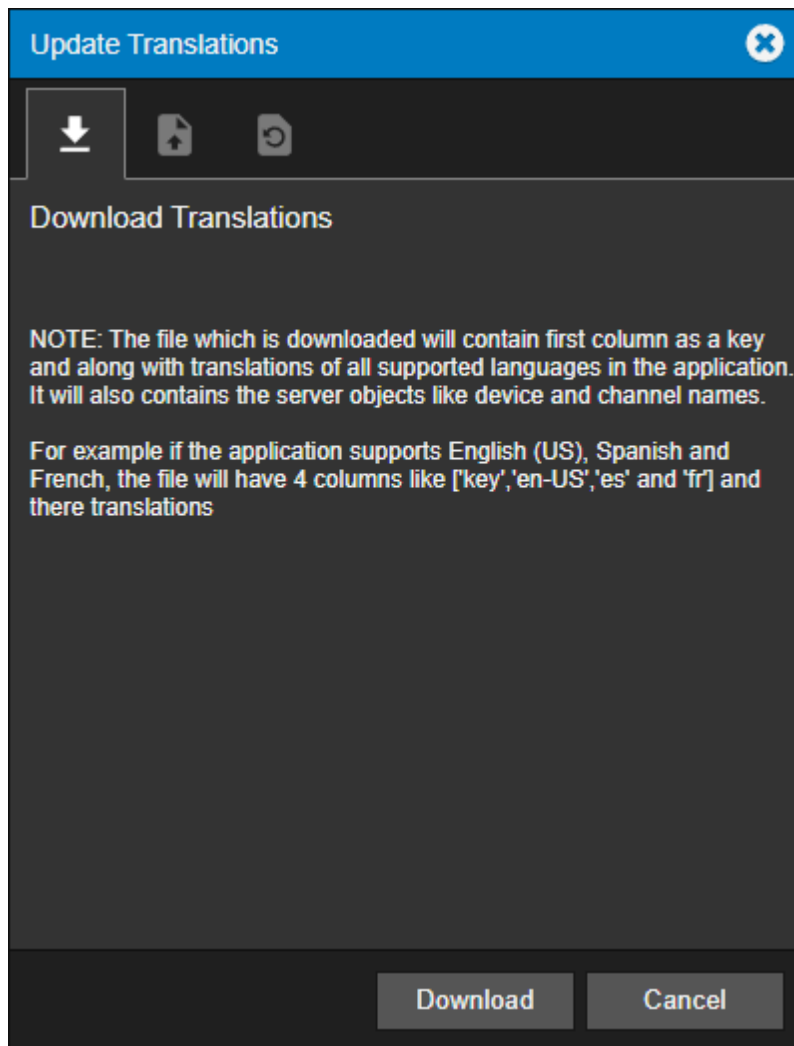 Update Translations
Download Translations
NOTE: The file which is downloaded will contain first column as a key
and along with translations of all supported languages in the application.
It will also contains the server objects like device and channel names.
For example if the application supports English (US), Spanish and
French, the file will have 4 columns like ['key','en-US','es' and 'fr'] and
there translations
Download
Cancel